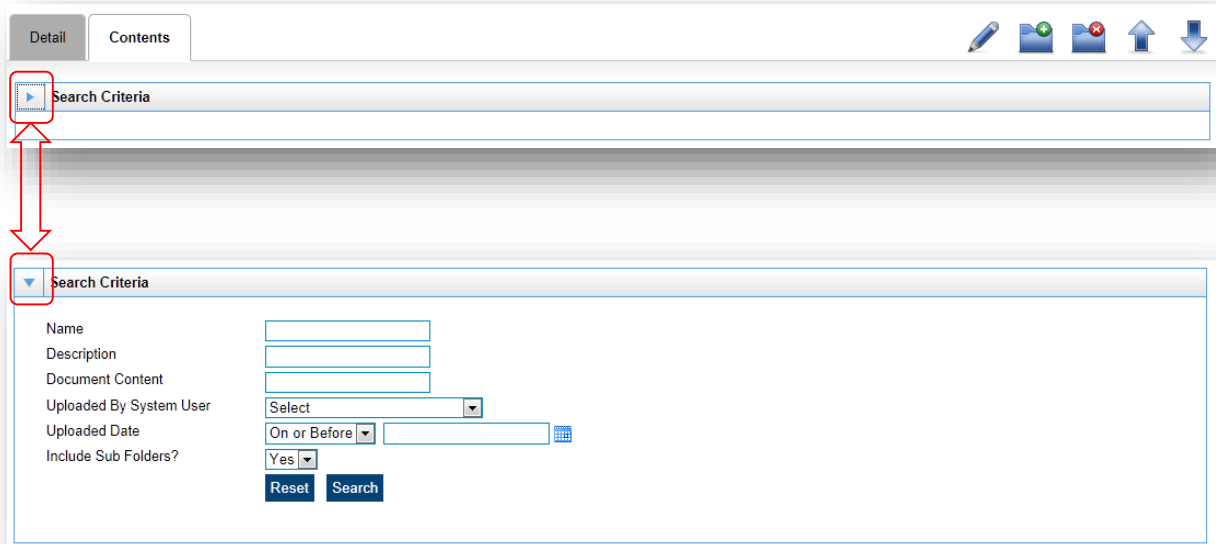 Detail Contents
Search Criteria
Search Criteria
Name
Description
Document Content
Uploaded By System User Select
Uploaded Date On or Before
Include Sub Folders? Yes
Reset Search